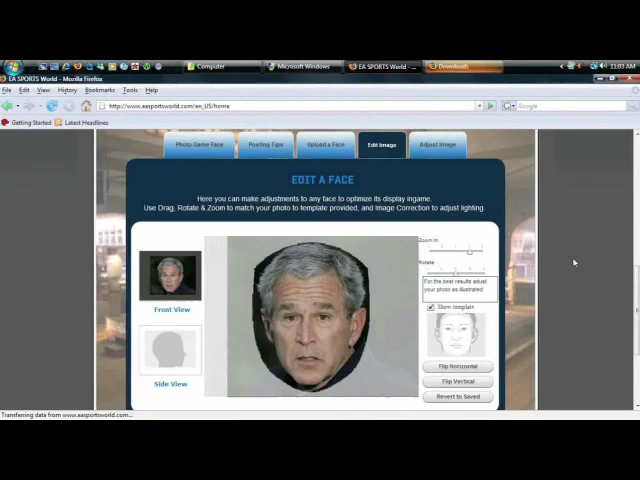 Computer
Microsoft Windows
EA SPORTS World - ...
Downloads
11:03 AM
EA SPORTS World - Mozilla Firefox
File Edit View History Bookmarks Tools Help
http://www.easportsworld.com/en_US/home
Google
Getting Started Latest Headlines
Photo Game Face Posting Tips Upload a Face Edit Image Adjust Image
EDIT A FACE
Here you can make adjustments to any face to optimize its display ingame.
Use Drag, Rotate & Zoom to match your photo to template provided, and Image Correction to adjust lighting.
Zoom In
Rotate
For the best results adjust
your photo as illustrated
Show template
Front View
Side View
Flip Horizontal
Flip Vertical
Revert to Saved
Transferring data from www.easportsworld.com...